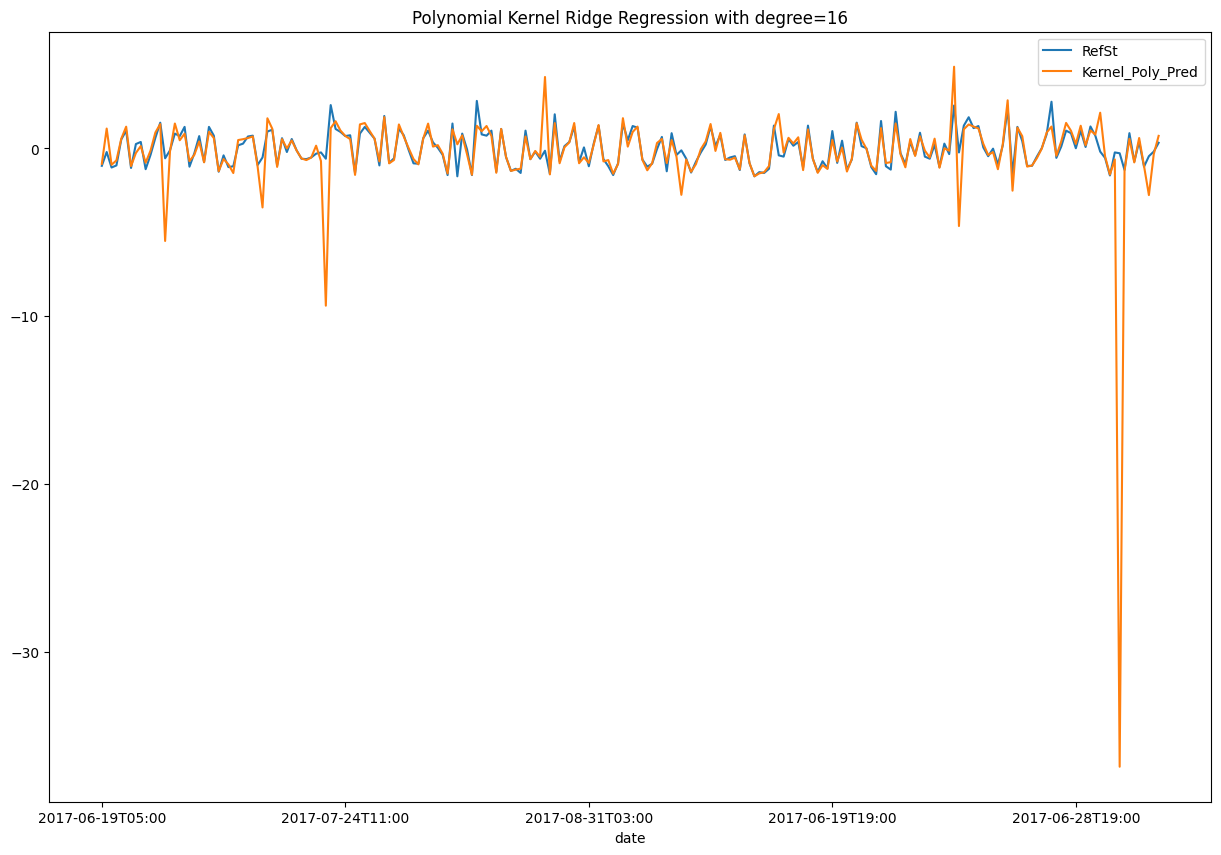 Polynomial Kernel Ridge Regression with degree=16
RefSt
Kernel_Poly_Pred
0
−10
−20
−30
2017-06-19T05:00
2017-07-24T11:00
2017-08-31T03:00
2017-06-19T19:00
2017-06-28T19:00
date